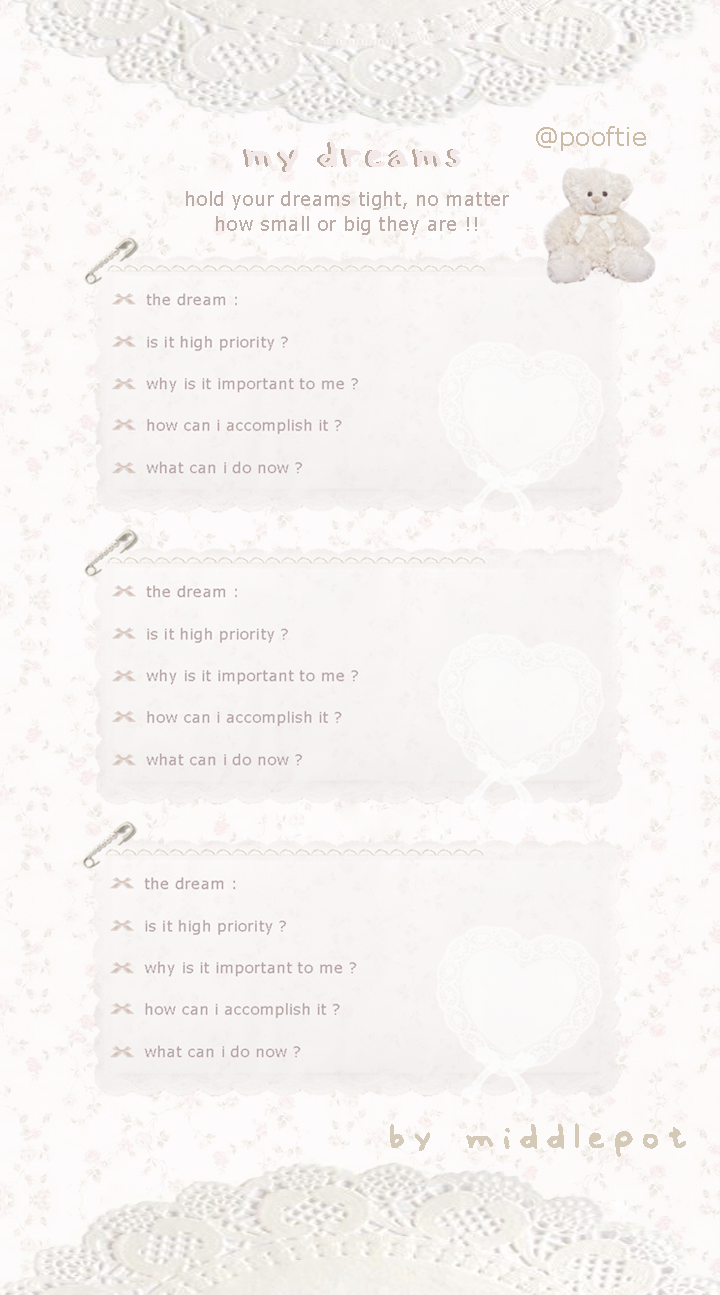 @pooftie
my dreams
hold your dreams tight, no matter
how small or big they are !!
the dream :
is it high priority ?
why is it important to me ?
how can i accomplish it ?
what can i do now ?
the dream :
is it high priority ?
why is it important to me ?
how can i accomplish it ?
what can i do now ?
the dream :
is it high priority ?
why is it important to me ?
how can i accomplish it ?
what can i do now ?
by middlepot